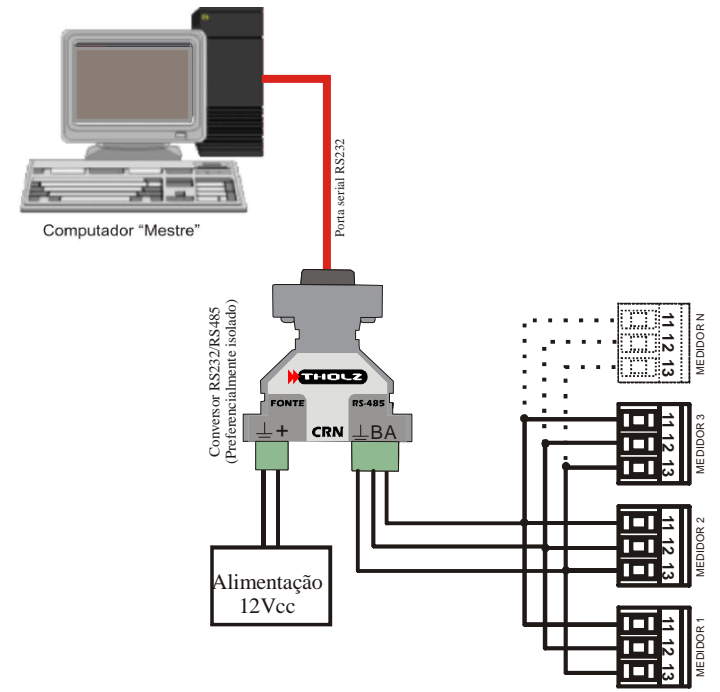 Computador “Mestre”
Porta serial RS232
Conversor RS232/RS485
(Preferencialmente isolado)
THOLZ
FONTE
RS-485
+
CRN
BA
Alimentação
12Vcc
11
12
13
MEDIDOR N
11
12
13
MEDIDOR 3
11
12
13
MEDIDOR 2
11
12
13
MEDIDOR 1